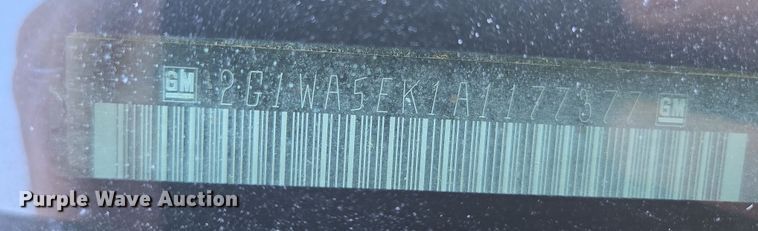 GM 2G1WA5EK1A1177377 GM
Purple Wave Auction